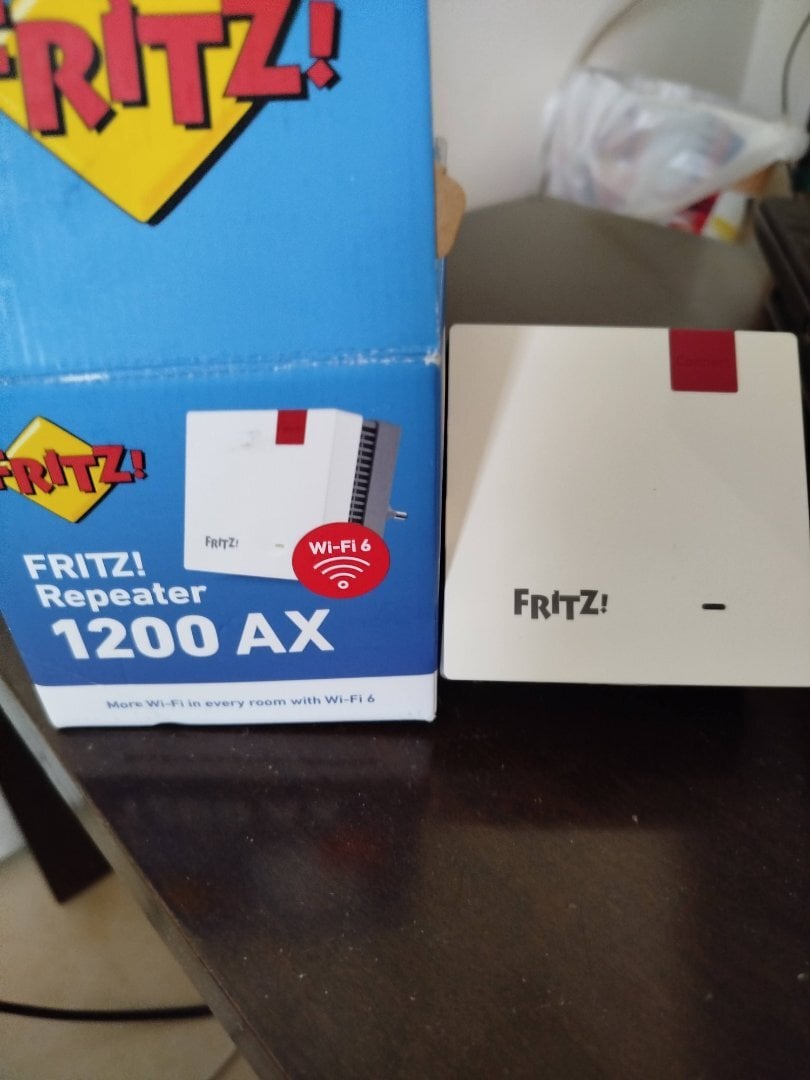 FRITZ!
FRITZ!
FRITZ!
Wi-Fi 6
FRITZ!
Repeater
1200 AX
More Wi-Fi in every room with Wi-Fi 6
Connect
FRITZ!